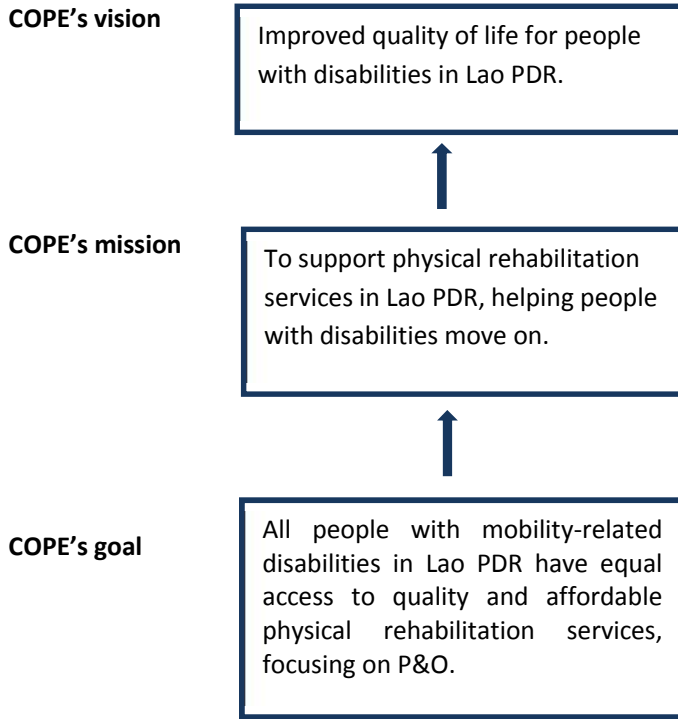 COPE’s vision
Improved quality of life for people
with disabilities in Lao PDR.
COPE’s mission
To support physical rehabilitation
services in Lao PDR, helping people
with disabilities move on.
COPE’s goal
All people with mobility-related
disabilities in Lao PDR have equal
access to quality and affordable
physical rehabilitation services,
focusing on P&O.